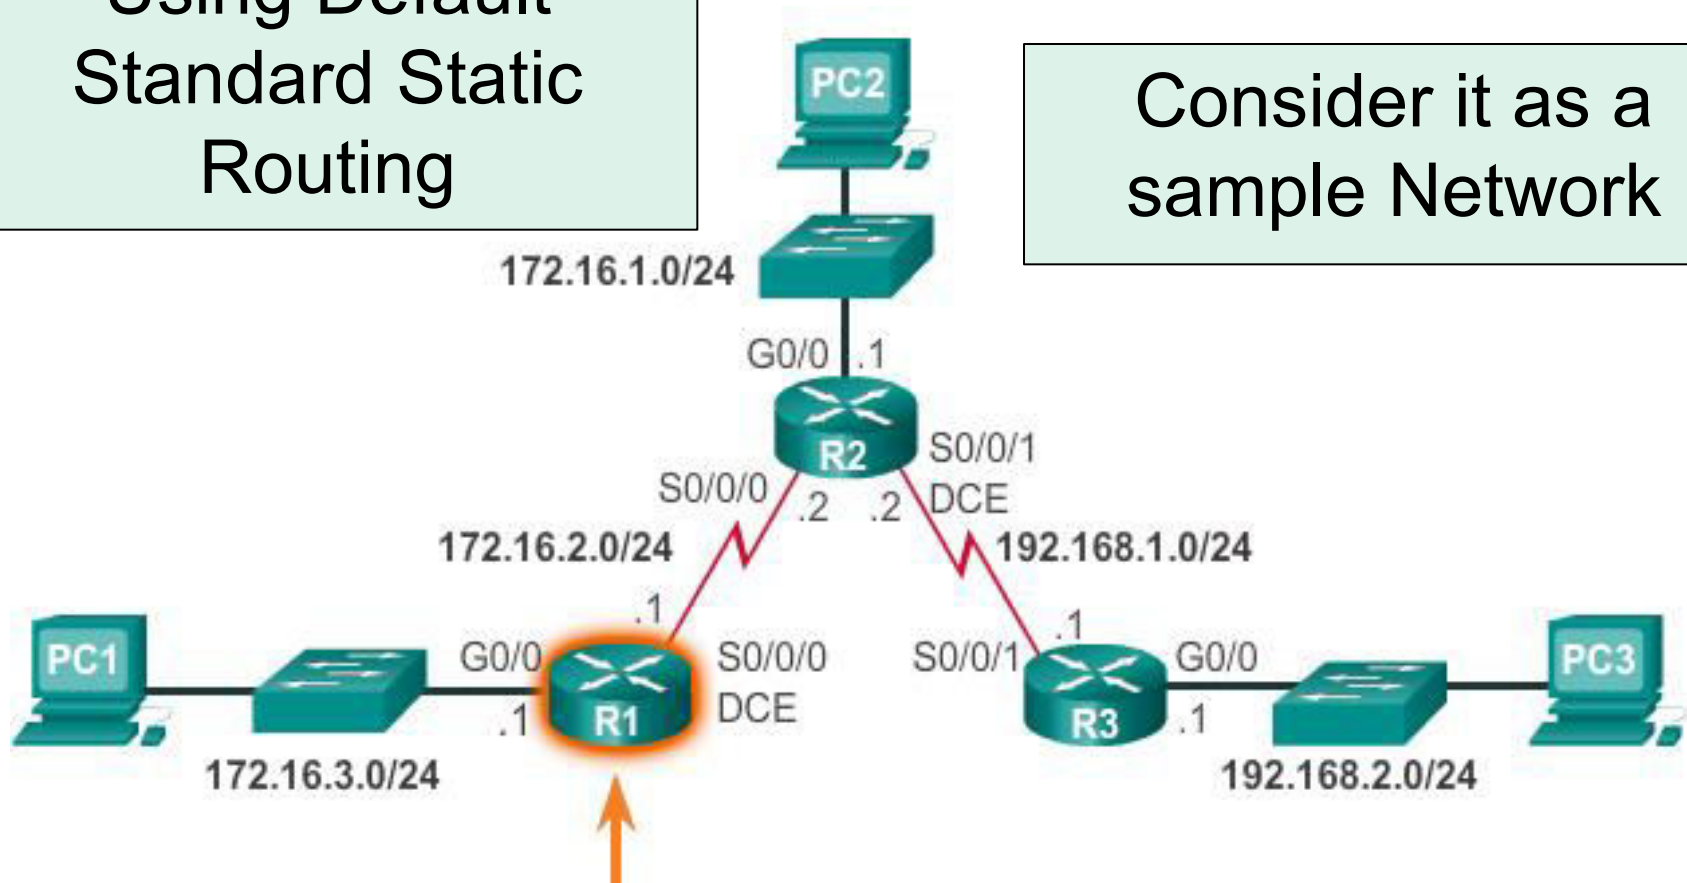 Using Default
Standard Static
Routing
Consider it as a
sample Network
PC2
172.16.1.0/24
G0/0 .1
R2
S0/0/1
DCE
S0/0/0
.2 .2
172.16.2.0/24
192.168.1.0/24
.1
.1
PC1
G0/0
.1
R1
S0/0/0
DCE
172.16.3.0/24
S0/0/1
R3
G0/0
.1
PC3
192.168.2.0/24